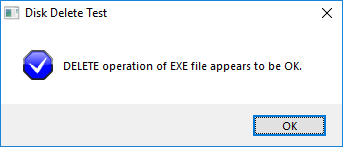 Disk Delete Test
DELETE operation of EXE file appears to be OK.
OK